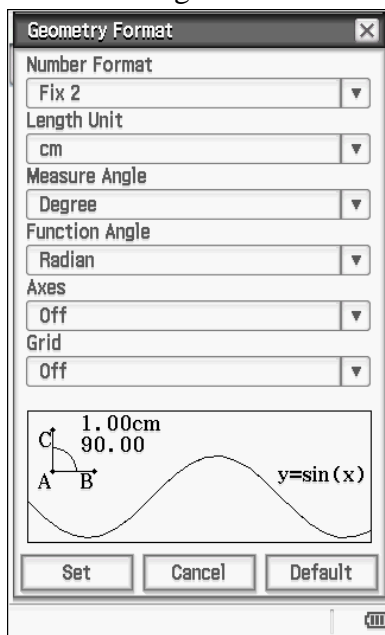 Geometry Format
Number Format
Fix 2
Length Unit
cm
Measure Angle
Degree
Function Angle
Radian
Axes
Off
Grid
Off
1.00cm
C 90.00
A B y=sin(x)
Set Cancel Default